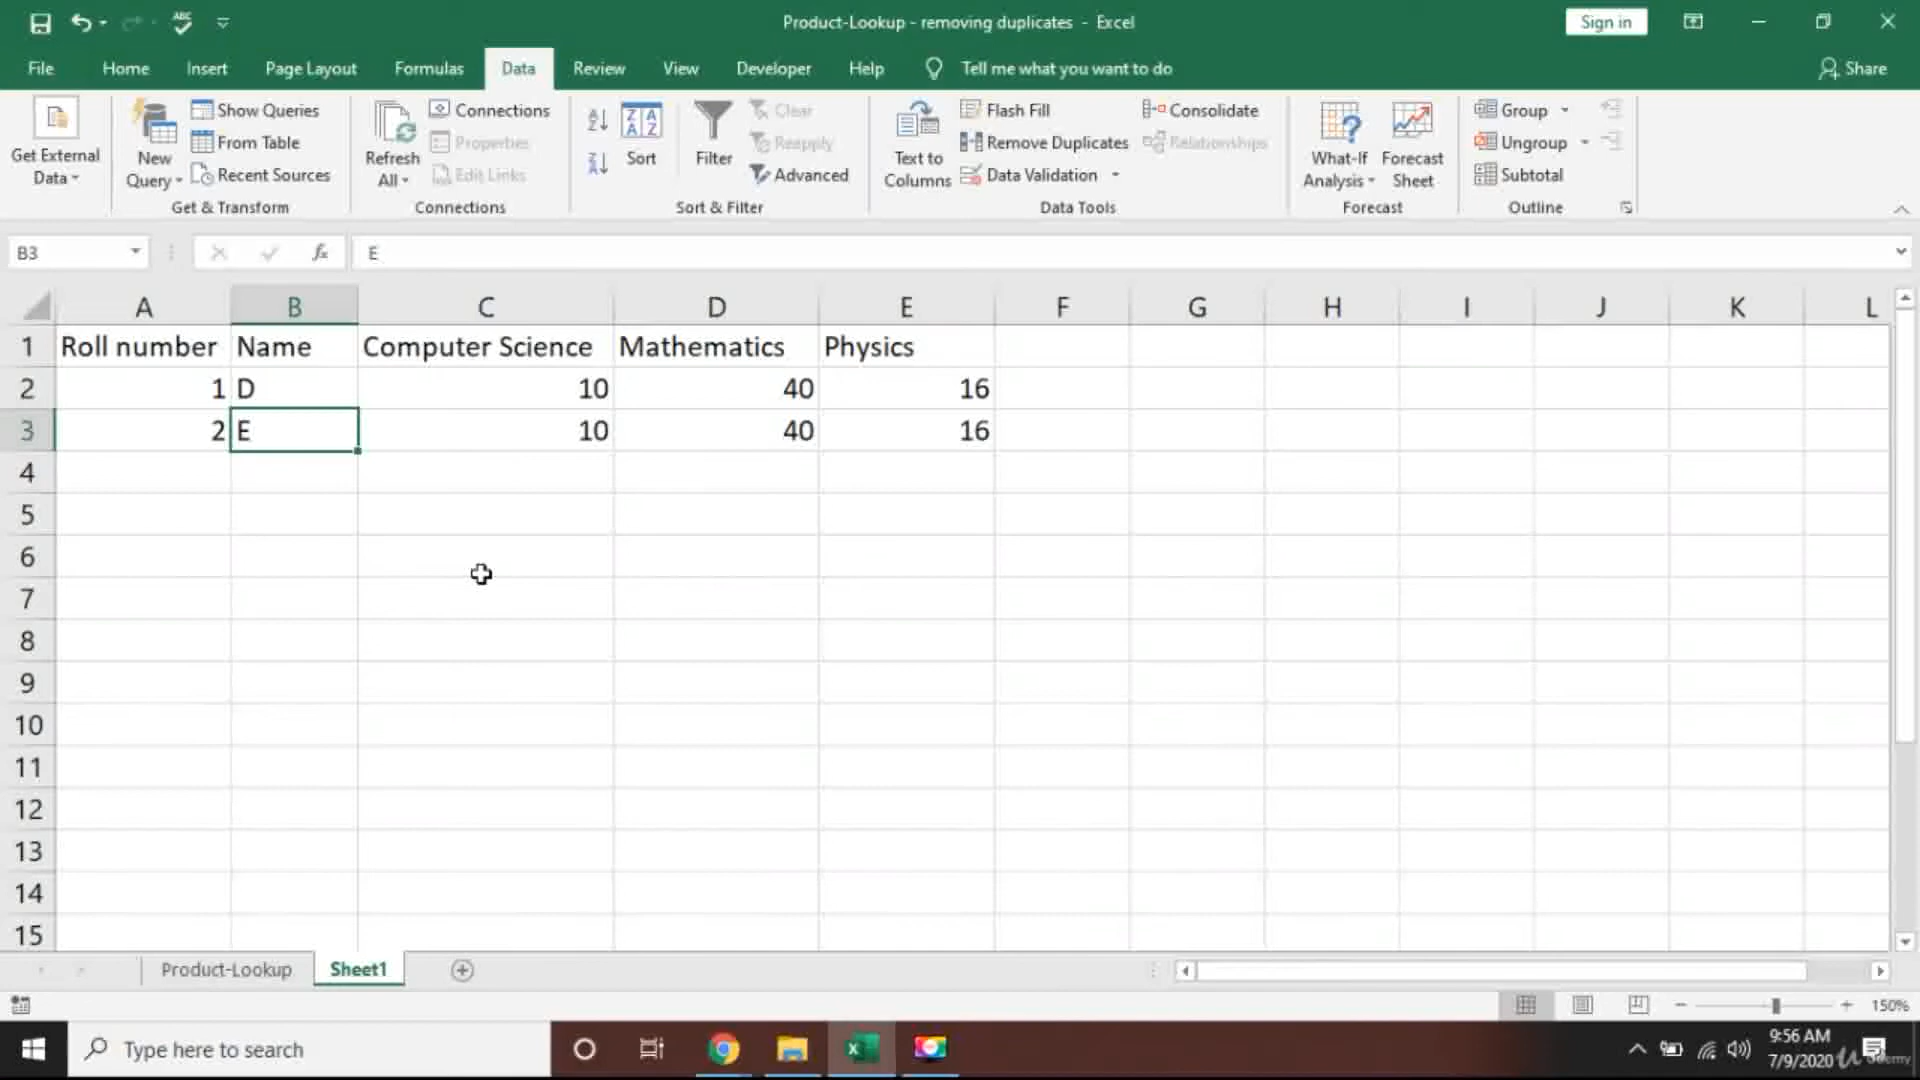 Product-Lookup - removing duplicates - Excel
Sign in
File Home Insert Page Layout Formulas Data Review View Developer Help Tell me what you want to do Share
Get External Data
New Query
Show Queries
From Table
Recent Sources
Get & Transform
Refresh All
Connections
Properties
Edit Links
Connections
Sort
Filter
Clear
Reapply
Advanced
Sort & Filter
Text to Columns
Flash Fill
Remove Duplicates
Data Validation
Consolidate
Relationships
Data Tools
What-If Analysis
Forecast Sheet
Forecast
Group
Ungroup
Subtotal
Outline
B3 fx E
A B C D E F G H I J K L
1 Roll number Name Computer Science Mathematics Physics
2 1 D 10 40 16
3 2 E 10 40 16
4
5
6
7
8
9
10
11
12
13
14
15
Product-Lookup Sheet1
150%
Type here to search
9:56 AM
7/9/2020
Udemy